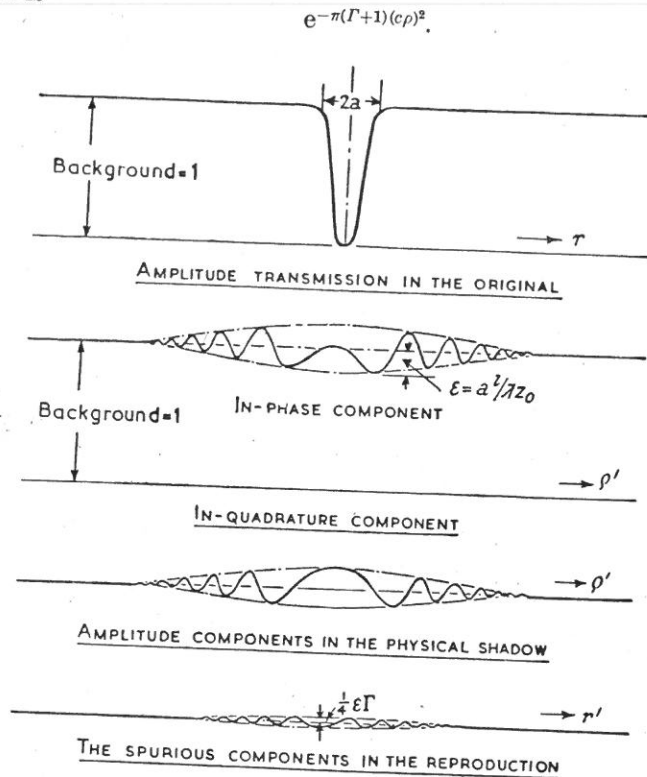 e^{-π(Γ+1)(cρ)²}.
2a
Background=1
r
AMPLITUDE TRANSMISSION IN THE ORIGINAL
ε=a²/λz₀
IN-PHASE COMPONENT
Background=1
ρ′
IN-QUADRATURE COMPONENT
ρ′
AMPLITUDE COMPONENTS IN THE PHYSICAL SHADOW
¼εΓ
r′
THE SPURIOUS COMPONENTS IN THE REPRODUCTION